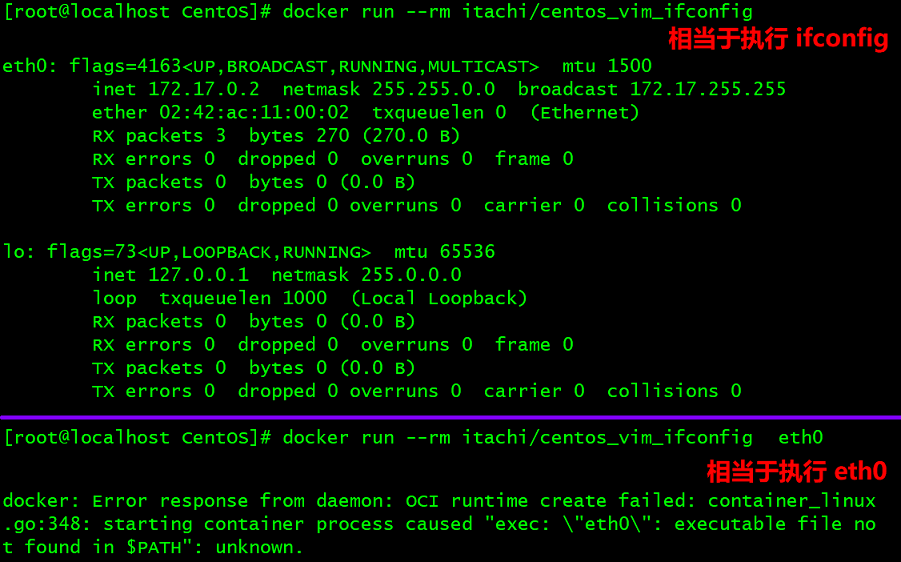 [root@localhost CentOS]# docker run --rm itachi/centos_vim_ifconfig
相当于执行 ifconfig
eth0: flags=4163<UP,BROADCAST,RUNNING,MULTICAST>  mtu 1500
        inet 172.17.0.2  netmask 255.255.0.0  broadcast 172.17.255.255
        ether 02:42:ac:11:00:02  txqueuelen 0  (Ethernet)
        RX packets 3  bytes 270 (270.0 B)
        RX errors 0  dropped 0  overruns 0  frame 0
        TX packets 0  bytes 0 (0.0 B)
        TX errors 0  dropped 0 overruns 0  carrier 0  collisions 0
lo: flags=73<UP,LOOPBACK,RUNNING>  mtu 65536
        inet 127.0.0.1  netmask 255.0.0.0
        loop  txqueuelen 1000  (Local Loopback)
        RX packets 0  bytes 0 (0.0 B)
        RX errors 0  dropped 0  overruns 0  frame 0
        TX packets 0  bytes 0 (0.0 B)
        TX errors 0  dropped 0 overruns 0  carrier 0  collisions 0
[root@localhost CentOS]# docker run --rm itachi/centos_vim_ifconfig  eth0
相当于执行 eth0
docker: Error response from daemon: OCI runtime create failed: container_linux
.go:348: starting container process caused "exec: \"eth0\": executable file no
t found in $PATH": unknown.